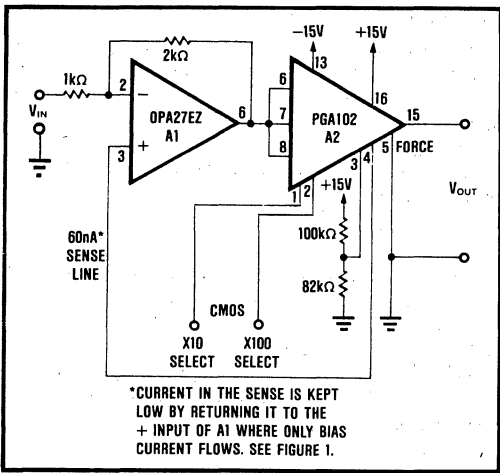 −15V
+15V
2kΩ
13
1kΩ
2
−
6
16
V_IN
OPA27EZ
A1
6
7
8
PGA102
A2
15
3
+
5 FORCE
4
3
1
2
+15V
V_OUT
60nA*
SENSE
LINE
100kΩ
82kΩ
CMOS
X10
SELECT
X100
SELECT
*CURRENT IN THE SENSE IS KEPT
LOW BY RETURNING IT TO THE
+ INPUT OF A1 WHERE ONLY BIAS
CURRENT FLOWS. SEE FIGURE 1.